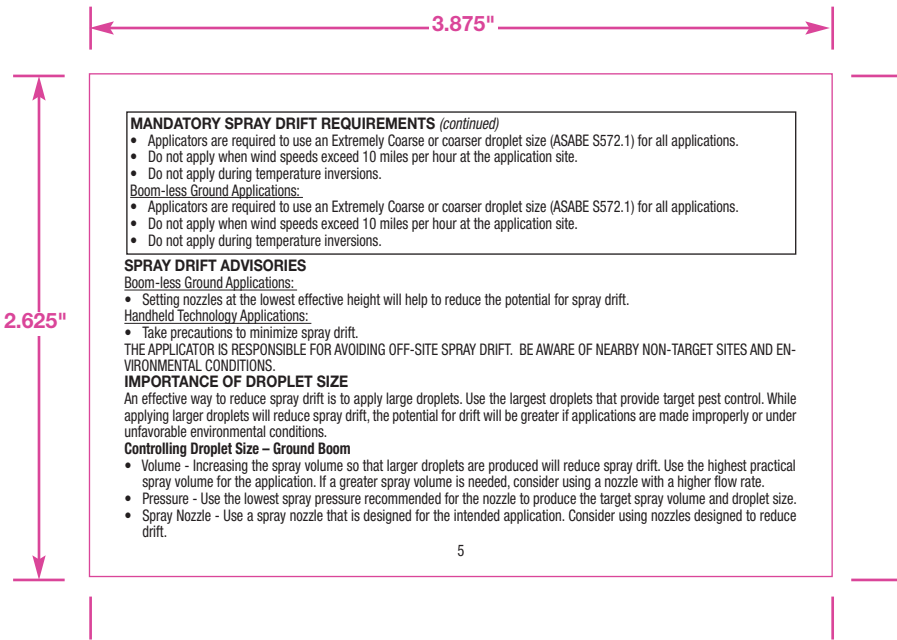 3.875"
2.625"
MANDATORY SPRAY DRIFT REQUIREMENTS (continued)
• Applicators are required to use an Extremely Coarse or coarser droplet size (ASABE S572.1) for all applications.
• Do not apply when wind speeds exceed 10 miles per hour at the application site.
• Do not apply during temperature inversions.
Boom-less Ground Applications:
• Applicators are required to use an Extremely Coarse or coarser droplet size (ASABE S572.1) for all applications.
• Do not apply when wind speeds exceed 10 miles per hour at the application site.
• Do not apply during temperature inversions.
SPRAY DRIFT ADVISORIES
Boom-less Ground Applications:
• Setting nozzles at the lowest effective height will help to reduce the potential for spray drift.
Handheld Technology Applications:
• Take precautions to minimize spray drift.
THE APPLICATOR IS RESPONSIBLE FOR AVOIDING OFF-SITE SPRAY DRIFT. BE AWARE OF NEARBY NON-TARGET SITES AND EN-
VIRONMENTAL CONDITIONS.
IMPORTANCE OF DROPLET SIZE
An effective way to reduce spray drift is to apply large droplets. Use the largest droplets that provide target pest control. While
applying larger droplets will reduce spray drift, the potential for drift will be greater if applications are made improperly or under
unfavorable environmental conditions.
Controlling Droplet Size – Ground Boom
• Volume - Increasing the spray volume so that larger droplets are produced will reduce spray drift. Use the highest practical
spray volume for the application. If a greater spray volume is needed, consider using a nozzle with a higher flow rate.
• Pressure - Use the lowest spray pressure recommended for the nozzle to produce the target spray volume and droplet size.
• Spray Nozzle - Use a spray nozzle that is designed for the intended application. Consider using nozzles designed to reduce
drift.
5